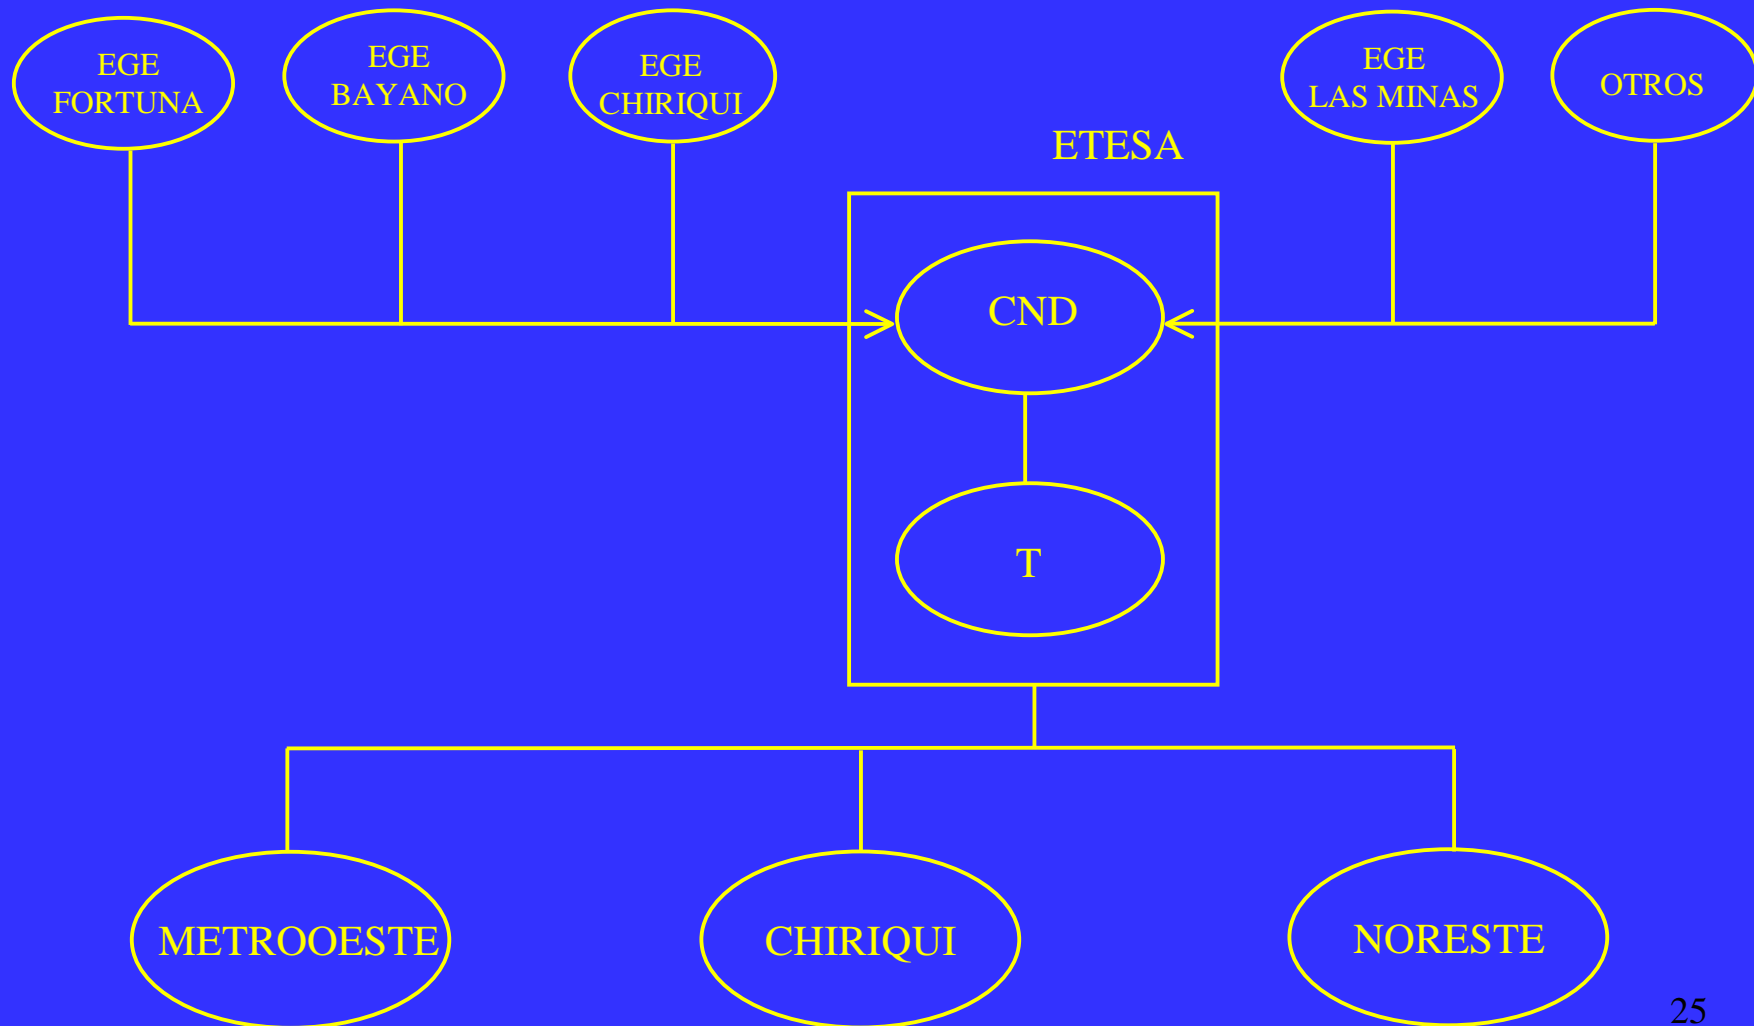 EGE
FORTUNA
EGE
BAYANO
EGE
CHIRIQUI
EGE
LAS MINAS
OTROS
ETESA
CND
T
METROOESTE
CHIRIQUI
NORESTE
25